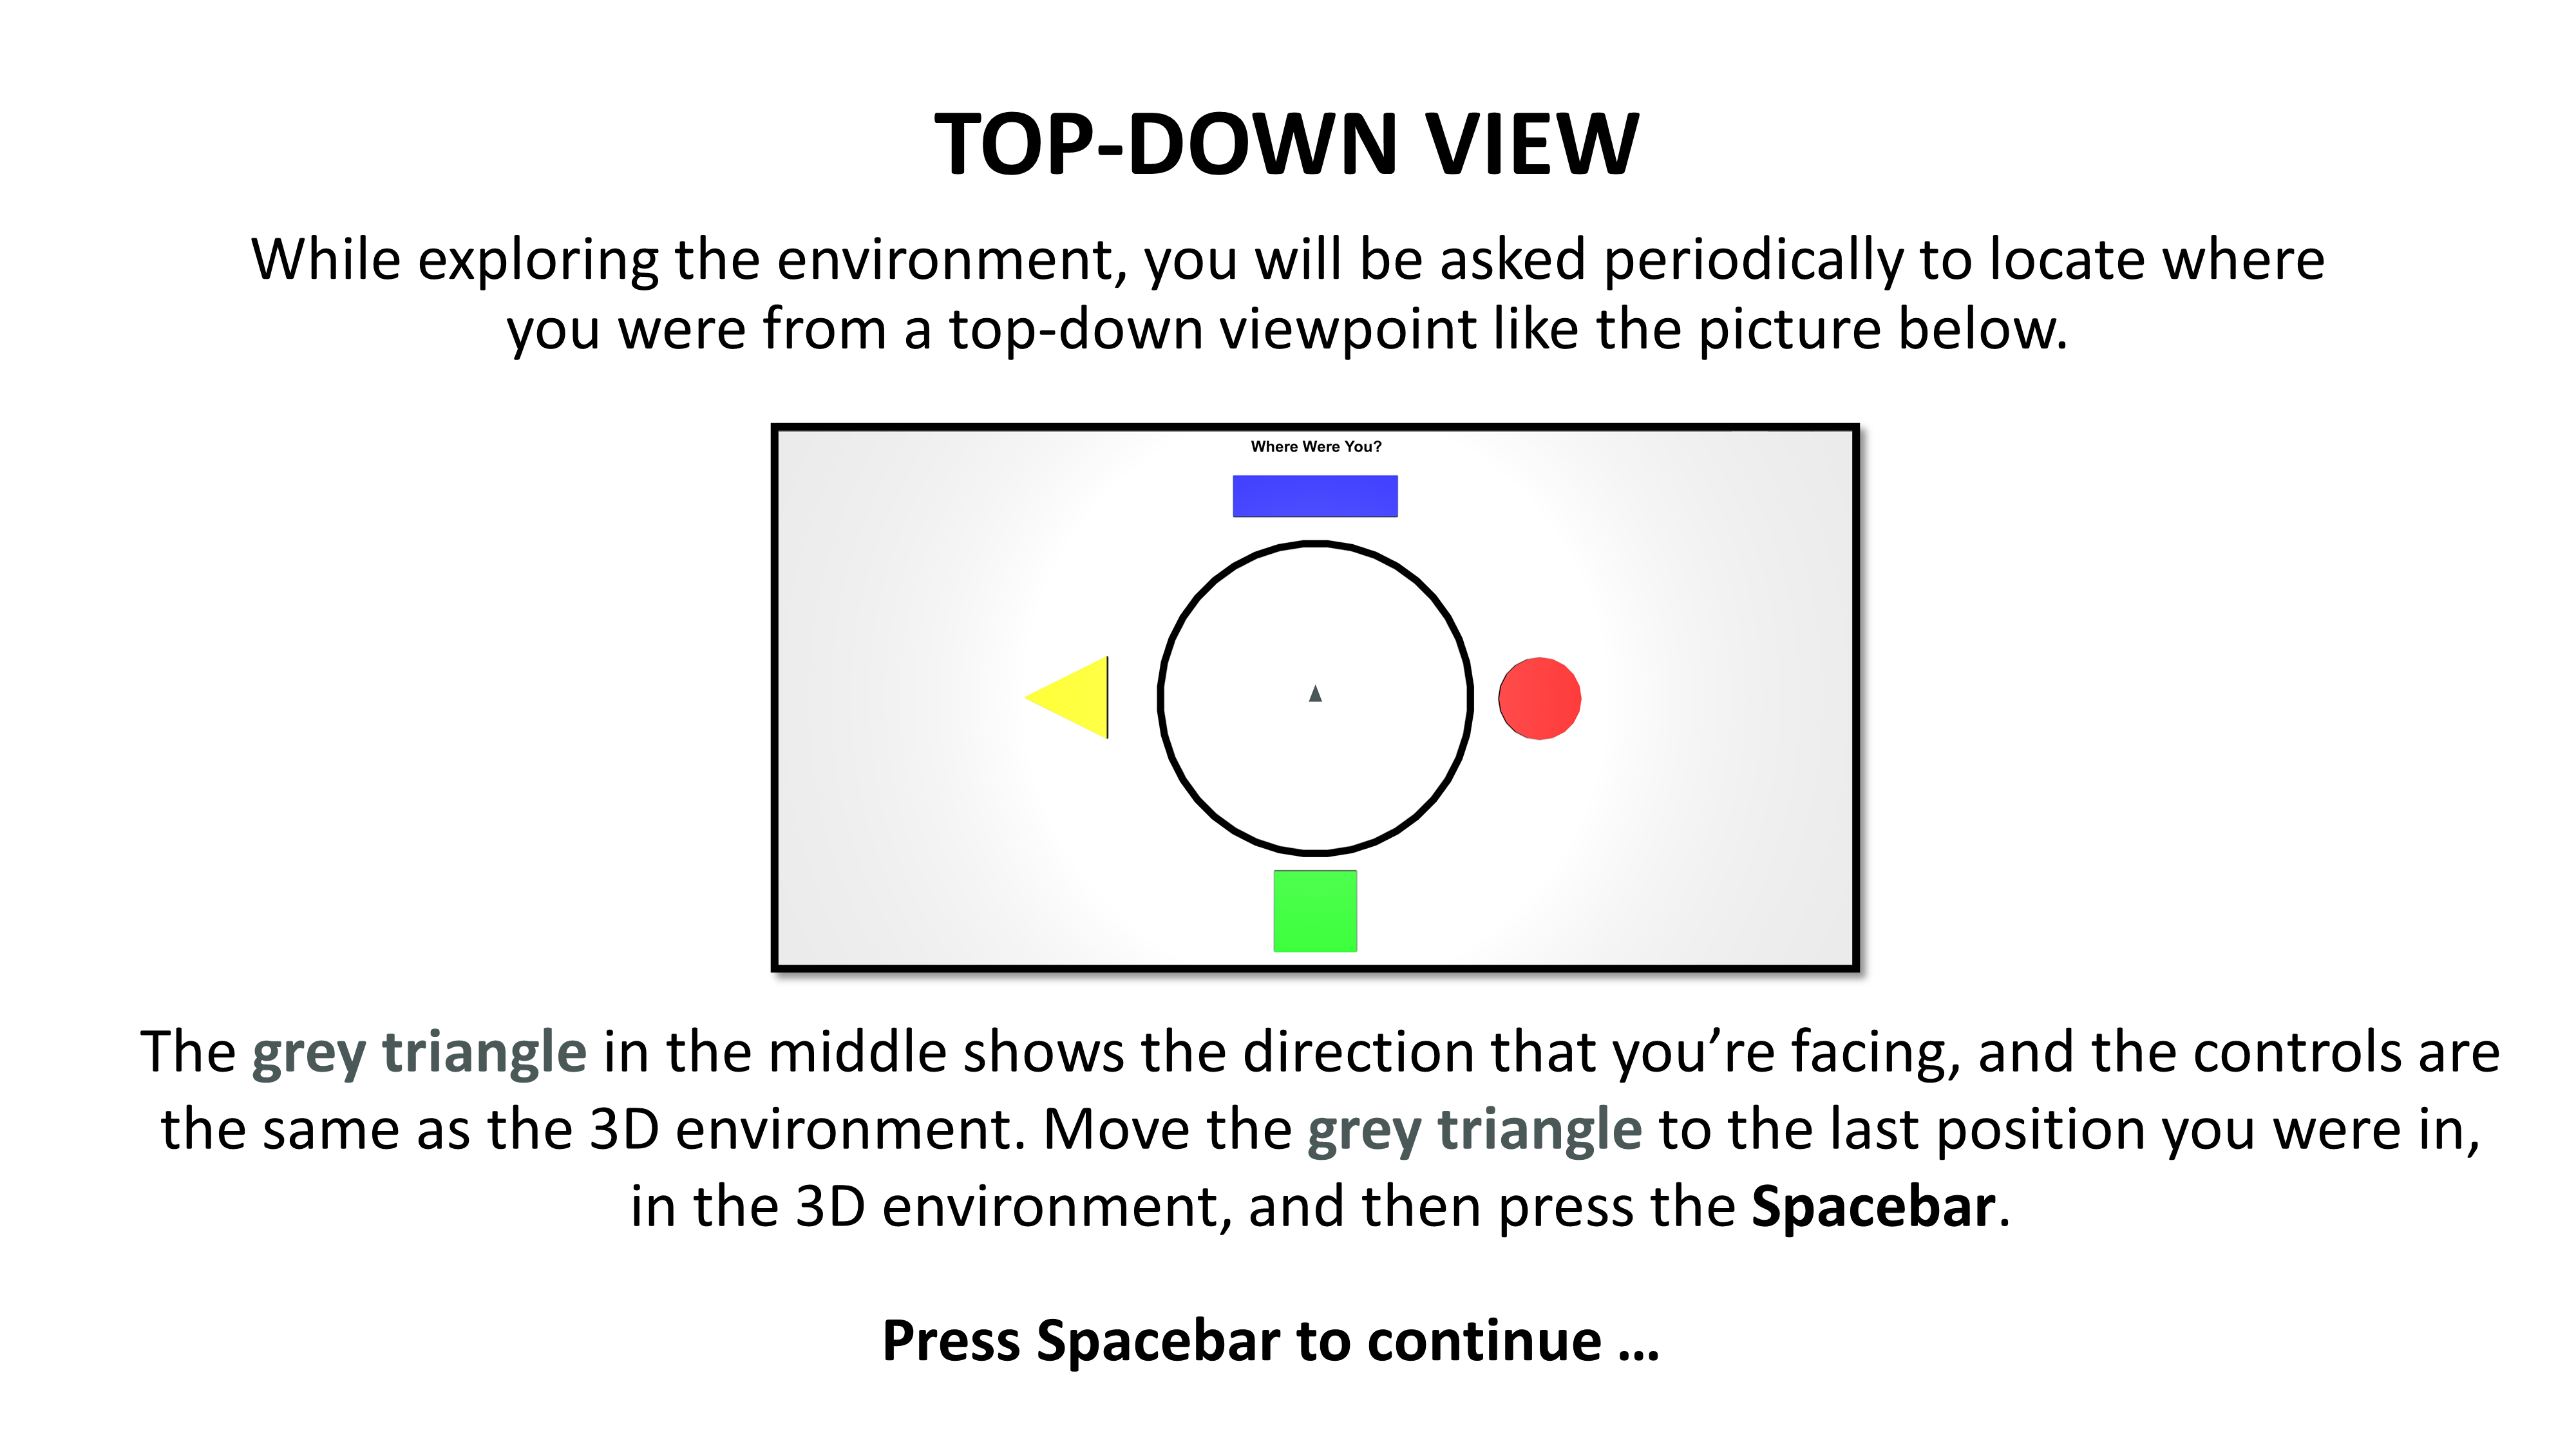 TOP-DOWN VIEW
While exploring the environment, you will be asked periodically to locate where
you were from a top-down viewpoint like the picture below.
Where Were You?
The grey triangle in the middle shows the direction that you’re facing, and the controls are
the same as the 3D environment. Move the grey triangle to the last position you were in,
in the 3D environment, and then press the Spacebar.
Press Spacebar to continue …